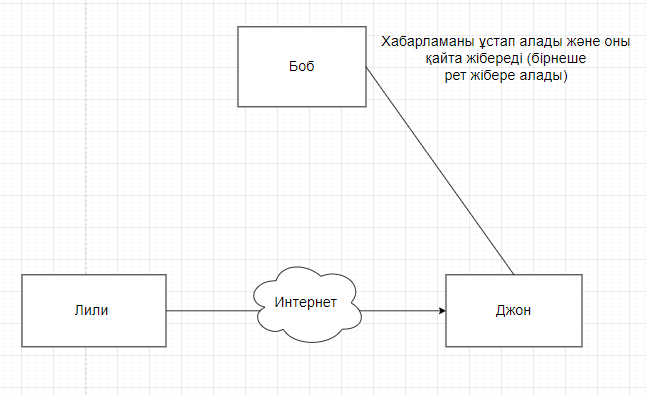 Боб
Хабарламаны ұстап алады және оны
қайта жібереді (бірнеше
рет жібере алады)
Интернет
Лили
Джон